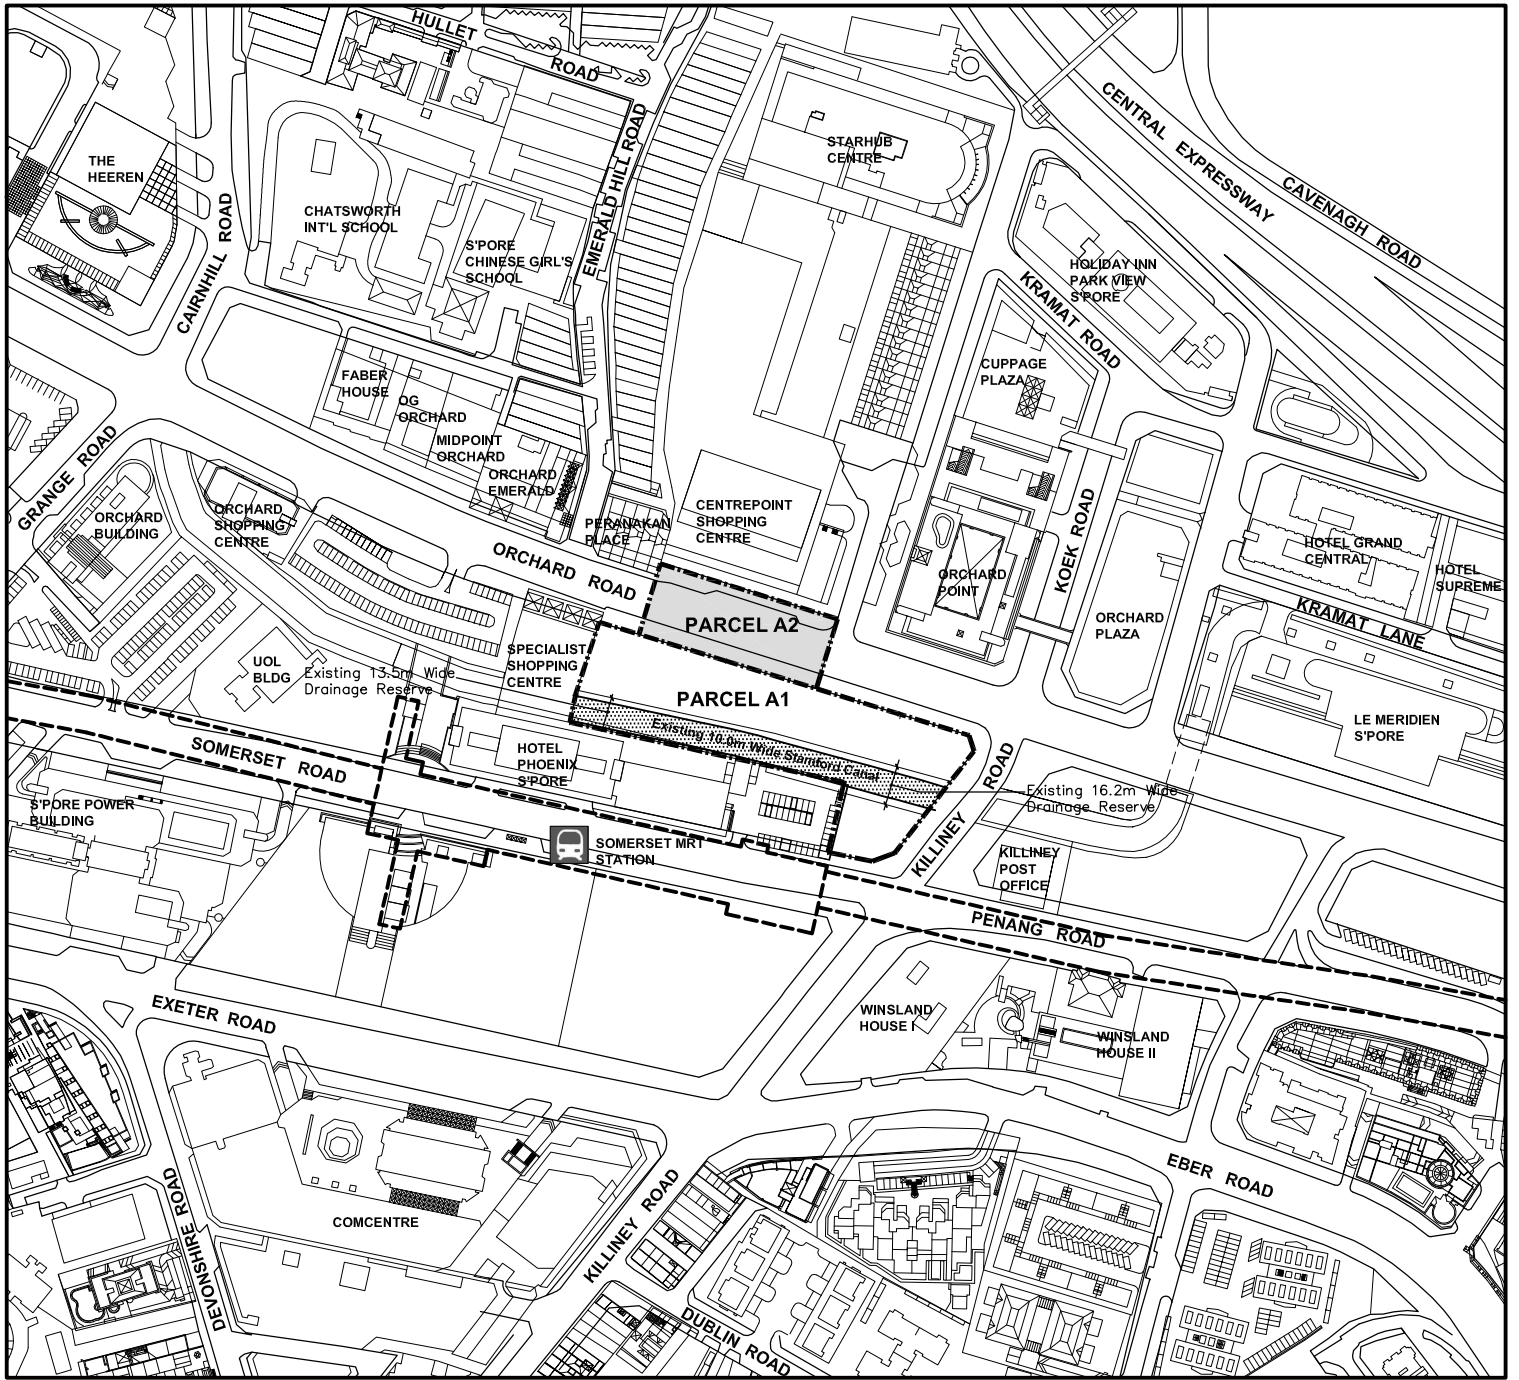 HULLET
ROAD
CENTRAL EXPRESSWAY
CAVENAGH ROAD
THE
HEEREN
STARHUB
CENTRE
EMERALD HILL ROAD
CAIRNHILL ROAD
CHATSWORTH
INT'L SCHOOL
S'PORE
CHINESE GIRL'S
SCHOOL
HOLIDAY INN
PARK VIEW
S'PORE
KRAMAT ROAD
CUPPAGE
PLAZA
FABER
HOUSE
OG
ORCHARD
MIDPOINT
ORCHARD
ORCHARD
EMERALD
GRANGE ROAD
ORCHARD
BUILDING
ORCHARD
SHOPPING
CENTRE
PERANAKAN
PLACE
CENTREPOINT
SHOPPING
CENTRE
ORCHARD ROAD
ORCHARD
POINT
KOEK ROAD
ORCHARD
PLAZA
HOTEL GRAND
CENTRAL
HOTEL
SUPREME
KRAMAT LANE
PARCEL A2
UOL
BLDG
Existing 13.5m Wide
Drainage Reserve
SPECIALIST
SHOPPING
CENTRE
PARCEL A1
Existing 10.0m Wide Stamford Canal
LE MERIDIEN
S'PORE
SOMERSET ROAD
HOTEL
PHOENIX
S'PORE
KILLINEY ROAD
Existing 16.2m Wide
Drainage Reserve
S'PORE POWER
BUILDING
SOMERSET MRT
STATION
KILLINEY
POST
OFFICE
PENANG ROAD
EXETER ROAD
WINSLAND
HOUSE I
WINSLAND
HOUSE II
EBER ROAD
COMCENTRE
DEVONSHIRE ROAD
KILLINEY ROAD
DUBLIN ROAD